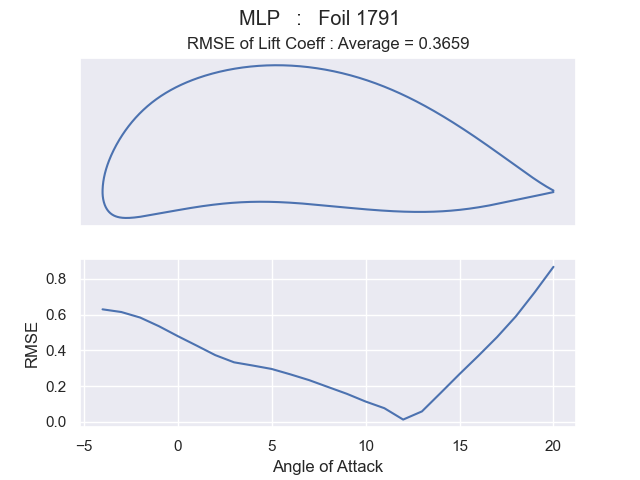 MLP : Foil 1791
RMSE of Lift Coeff : Average = 0.3659
0.8
0.6
0.4
0.2
0.0
RMSE
−5 0 5 10 15 20
Angle of Attack